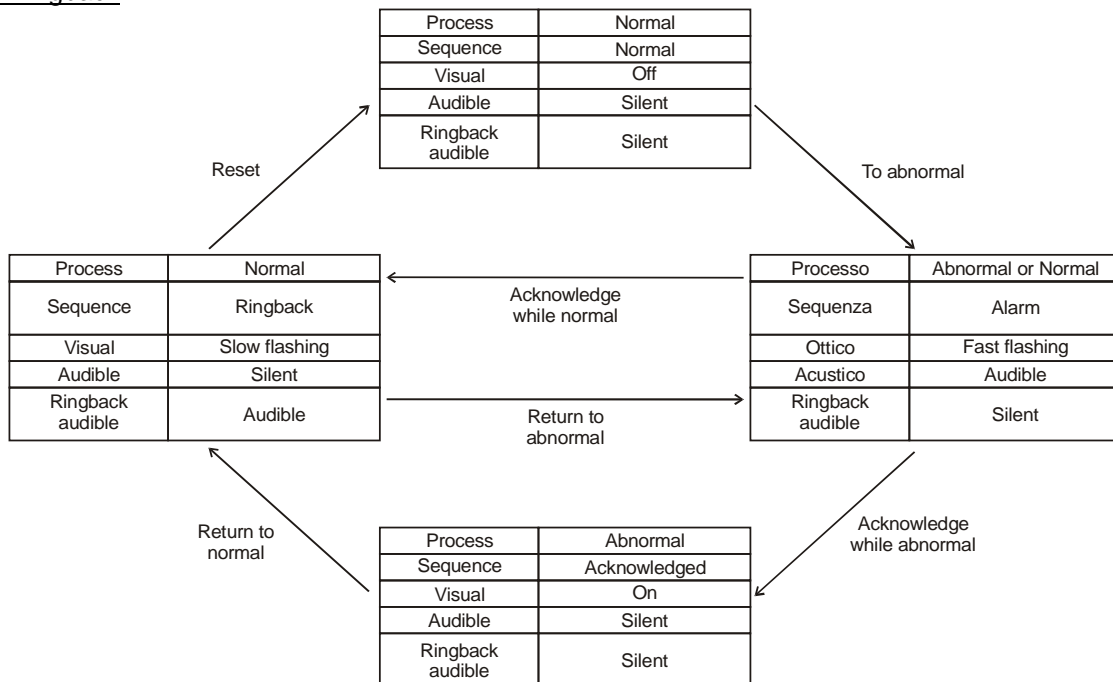 Process Normal
Sequence Normal
Visual Off
Audible Silent
Ringback
audible Silent
Reset
To abnormal
Process Normal
Sequence Ringback
Visual Slow flashing
Audible Silent
Ringback
audible Audible
Acknowledge
while normal
Return to
abnormal
Processo Abnormal or Normal
Sequenza Alarm
Ottico Fast flashing
Acustico Audible
Ringback
audible Silent
Return to
normal
Acknowledge
while abnormal
Process Abnormal
Sequence Acknowledged
Visual On
Audible Silent
Ringback
audible Silent